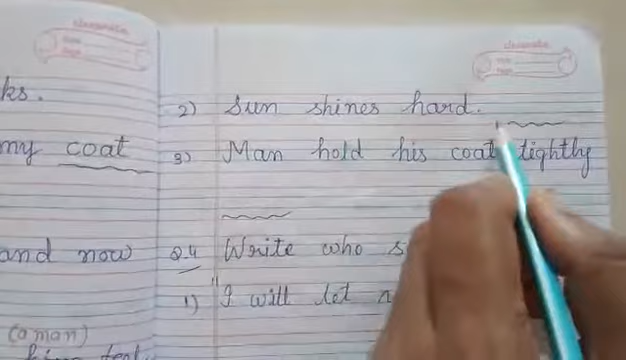 classmate
classmate
ks.
my coat
and now
(a man)
2) Sun shines hard.
3) Man hold his coat tightly
Q.4 Write who
1) "I will let